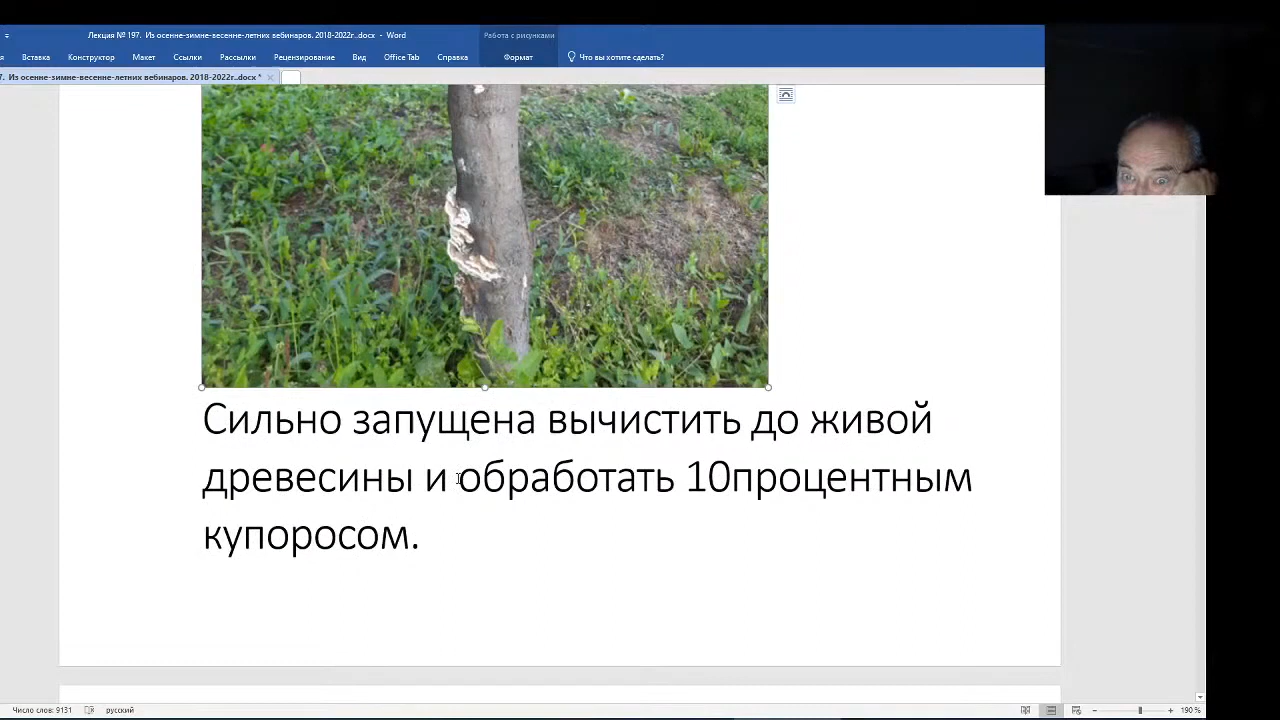 Лекция № 197. Из осенне-зимне-весенне-летних вебинаров. 2018-2022г..docx - Word
Работа с рисунками
Вставка Конструктор Макет Ссылки Рассылки Рецензирование Вид Office Tab Справка Формат Что вы хотите сделать?
7. Из осенне-зимне-весенне-летних вебинаров. 2018-2022г..docx *
Сильно запущена вычистить до живой
древесины и обработать 10процентным
купоросом.
Число слов: 9131 русский 190 %